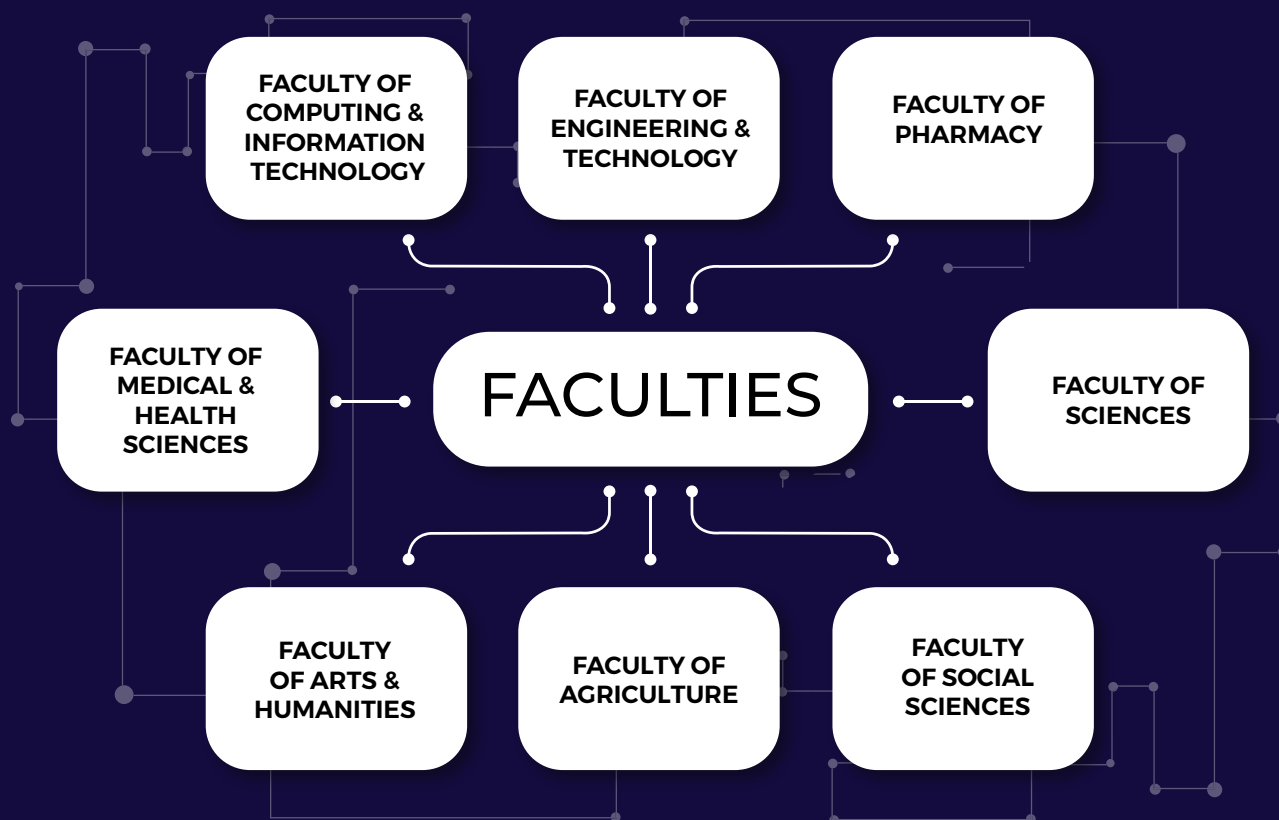 FACULTY OF
COMPUTING &
INFORMATION
TECHNOLOGY
FACULTY OF
ENGINEERING &
TECHNOLOGY
FACULTY OF
PHARMACY
FACULTY OF
MEDICAL &
HEALTH
SCIENCES
FACULTIES
FACULTY OF
SCIENCES
FACULTY
OF ARTS &
HUMANITIES
FACULTY OF
AGRICULTURE
FACULTY
OF SOCIAL
SCIENCES